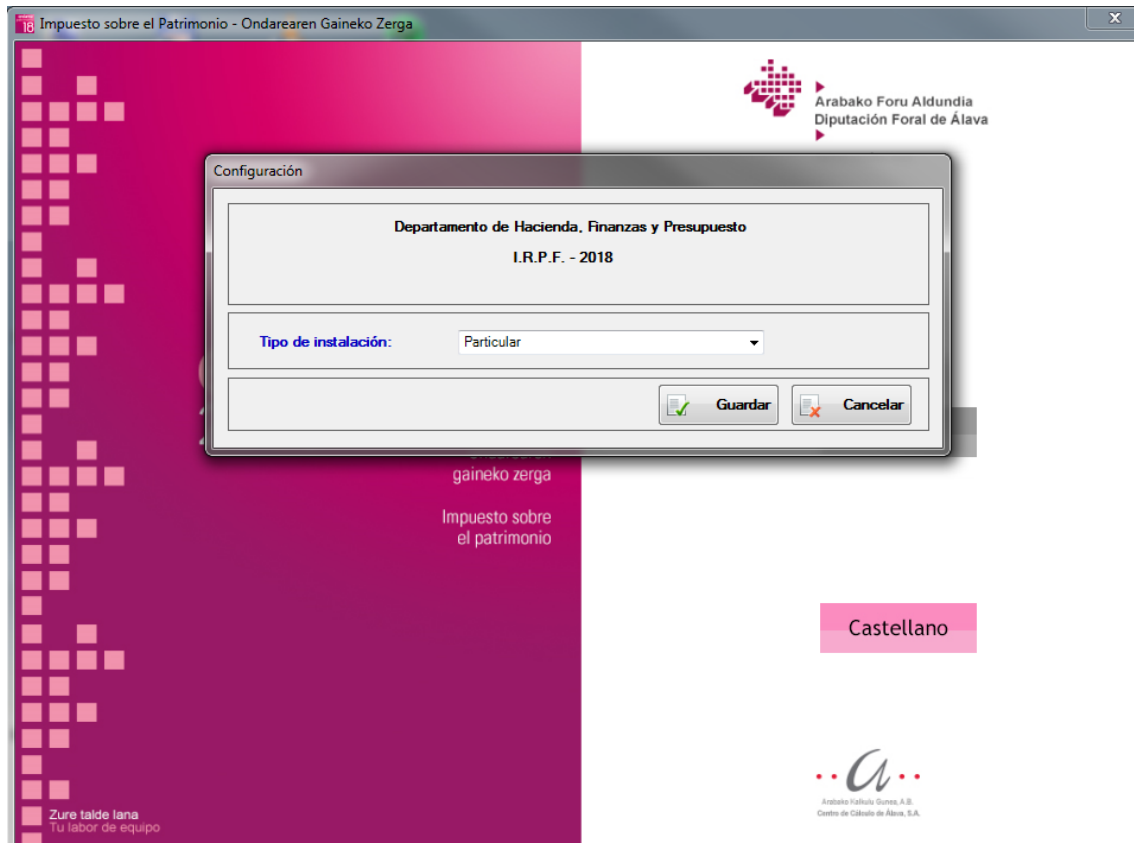 18 Impuesto sobre el Patrimonio - Ondarearen Gaineko Zerga
Arabako Foru Aldundia
Diputación Foral de Álava
Configuración
Departamento de Hacienda, Finanzas y Presupuesto
I.R.P.F. - 2018
Tipo de instalación:
Particular
Guardar
Cancelar
gaineko zerga
Impuesto sobre
el patrimonio
Castellano
Arabako Kalkulu Gunea, A.B.
Centro de Cálculo de Álava, S.A.
Zure talde lana
Tu labor de equipo